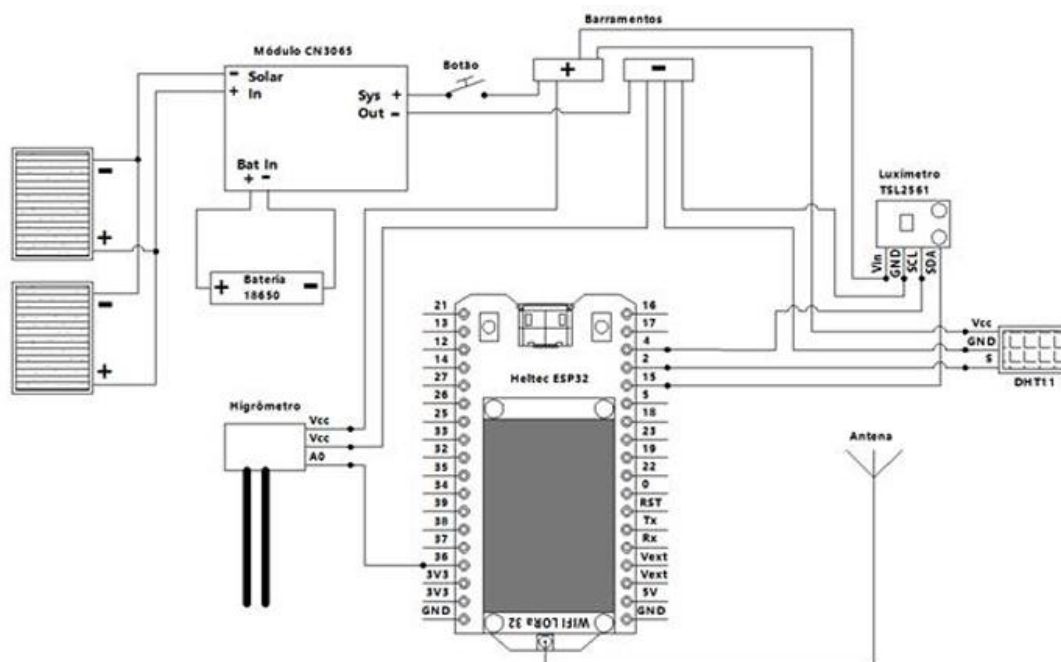 Barramentos
Módulo CN3065
Botão
+
-
- Solar
+ In
Sys +
Out -
Bat In
+ -
-
+
+ Bateria -
18650
-
+
Luxímetro
TSL2561
Vin
GND
SCL
SDA
Vcc
GND
S
DHT11
Higrômetro
Vcc
Vcc
A0
21
13
12
14
27
26
25
33
32
35
34
39
38
37
36
3V3
3V3
GND
Heltec ESP32
16
17
4
2
15
5
18
23
19
22
0
RST
Tx
Rx
Vext
Vext
5V
GND
WIFI LORa 32
Antena